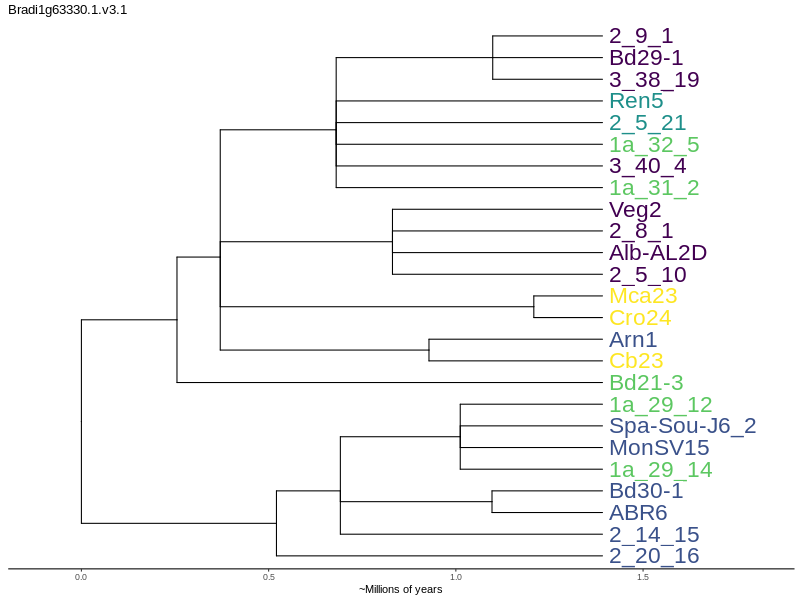 Bradi1g63330.1.v3.1
2_9_1
Bd29-1
3_38_19
Ren5
2_5_21
1a_32_5
3_40_4
1a_31_2
Veg2
2_8_1
Alb-AL2D
2_5_10
Mca23
Cro24
Arn1
Cb23
Bd21-3
1a_29_12
Spa-Sou-J6_2
MonSV15
1a_29_14
Bd30-1
ABR6
2_14_15
2_20_16
0.0 0.5 1.0 1.5
~Millions of years